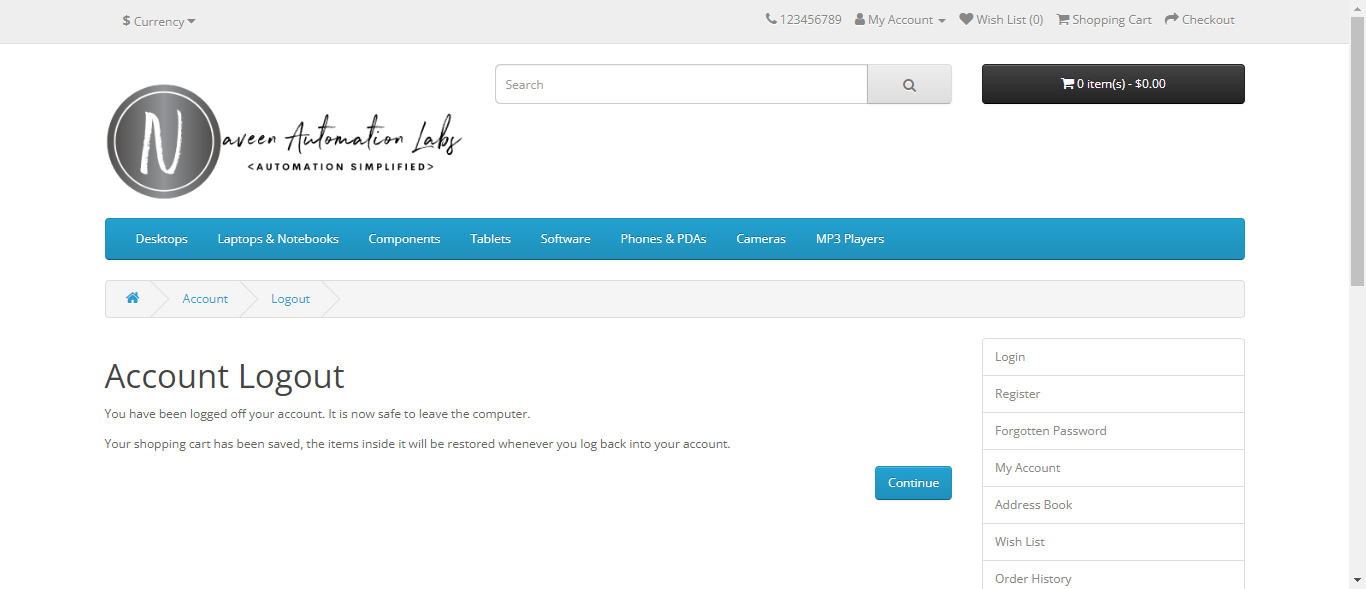 $ Currency
123456789 My Account Wish List (0) Shopping Cart Checkout
Search
0 item(s) - $0.00
N
aveen Automation Labs
<AUTOMATION SIMPLIFIED>
Desktops Laptops & Notebooks Components Tablets Software Phones & PDAs Cameras MP3 Players
Account Logout
Account Logout
You have been logged off your account. It is now safe to leave the computer.
Your shopping cart has been saved, the items inside it will be restored whenever you log back into your account.
Continue
Login
Register
Forgotten Password
My Account
Address Book
Wish List
Order History